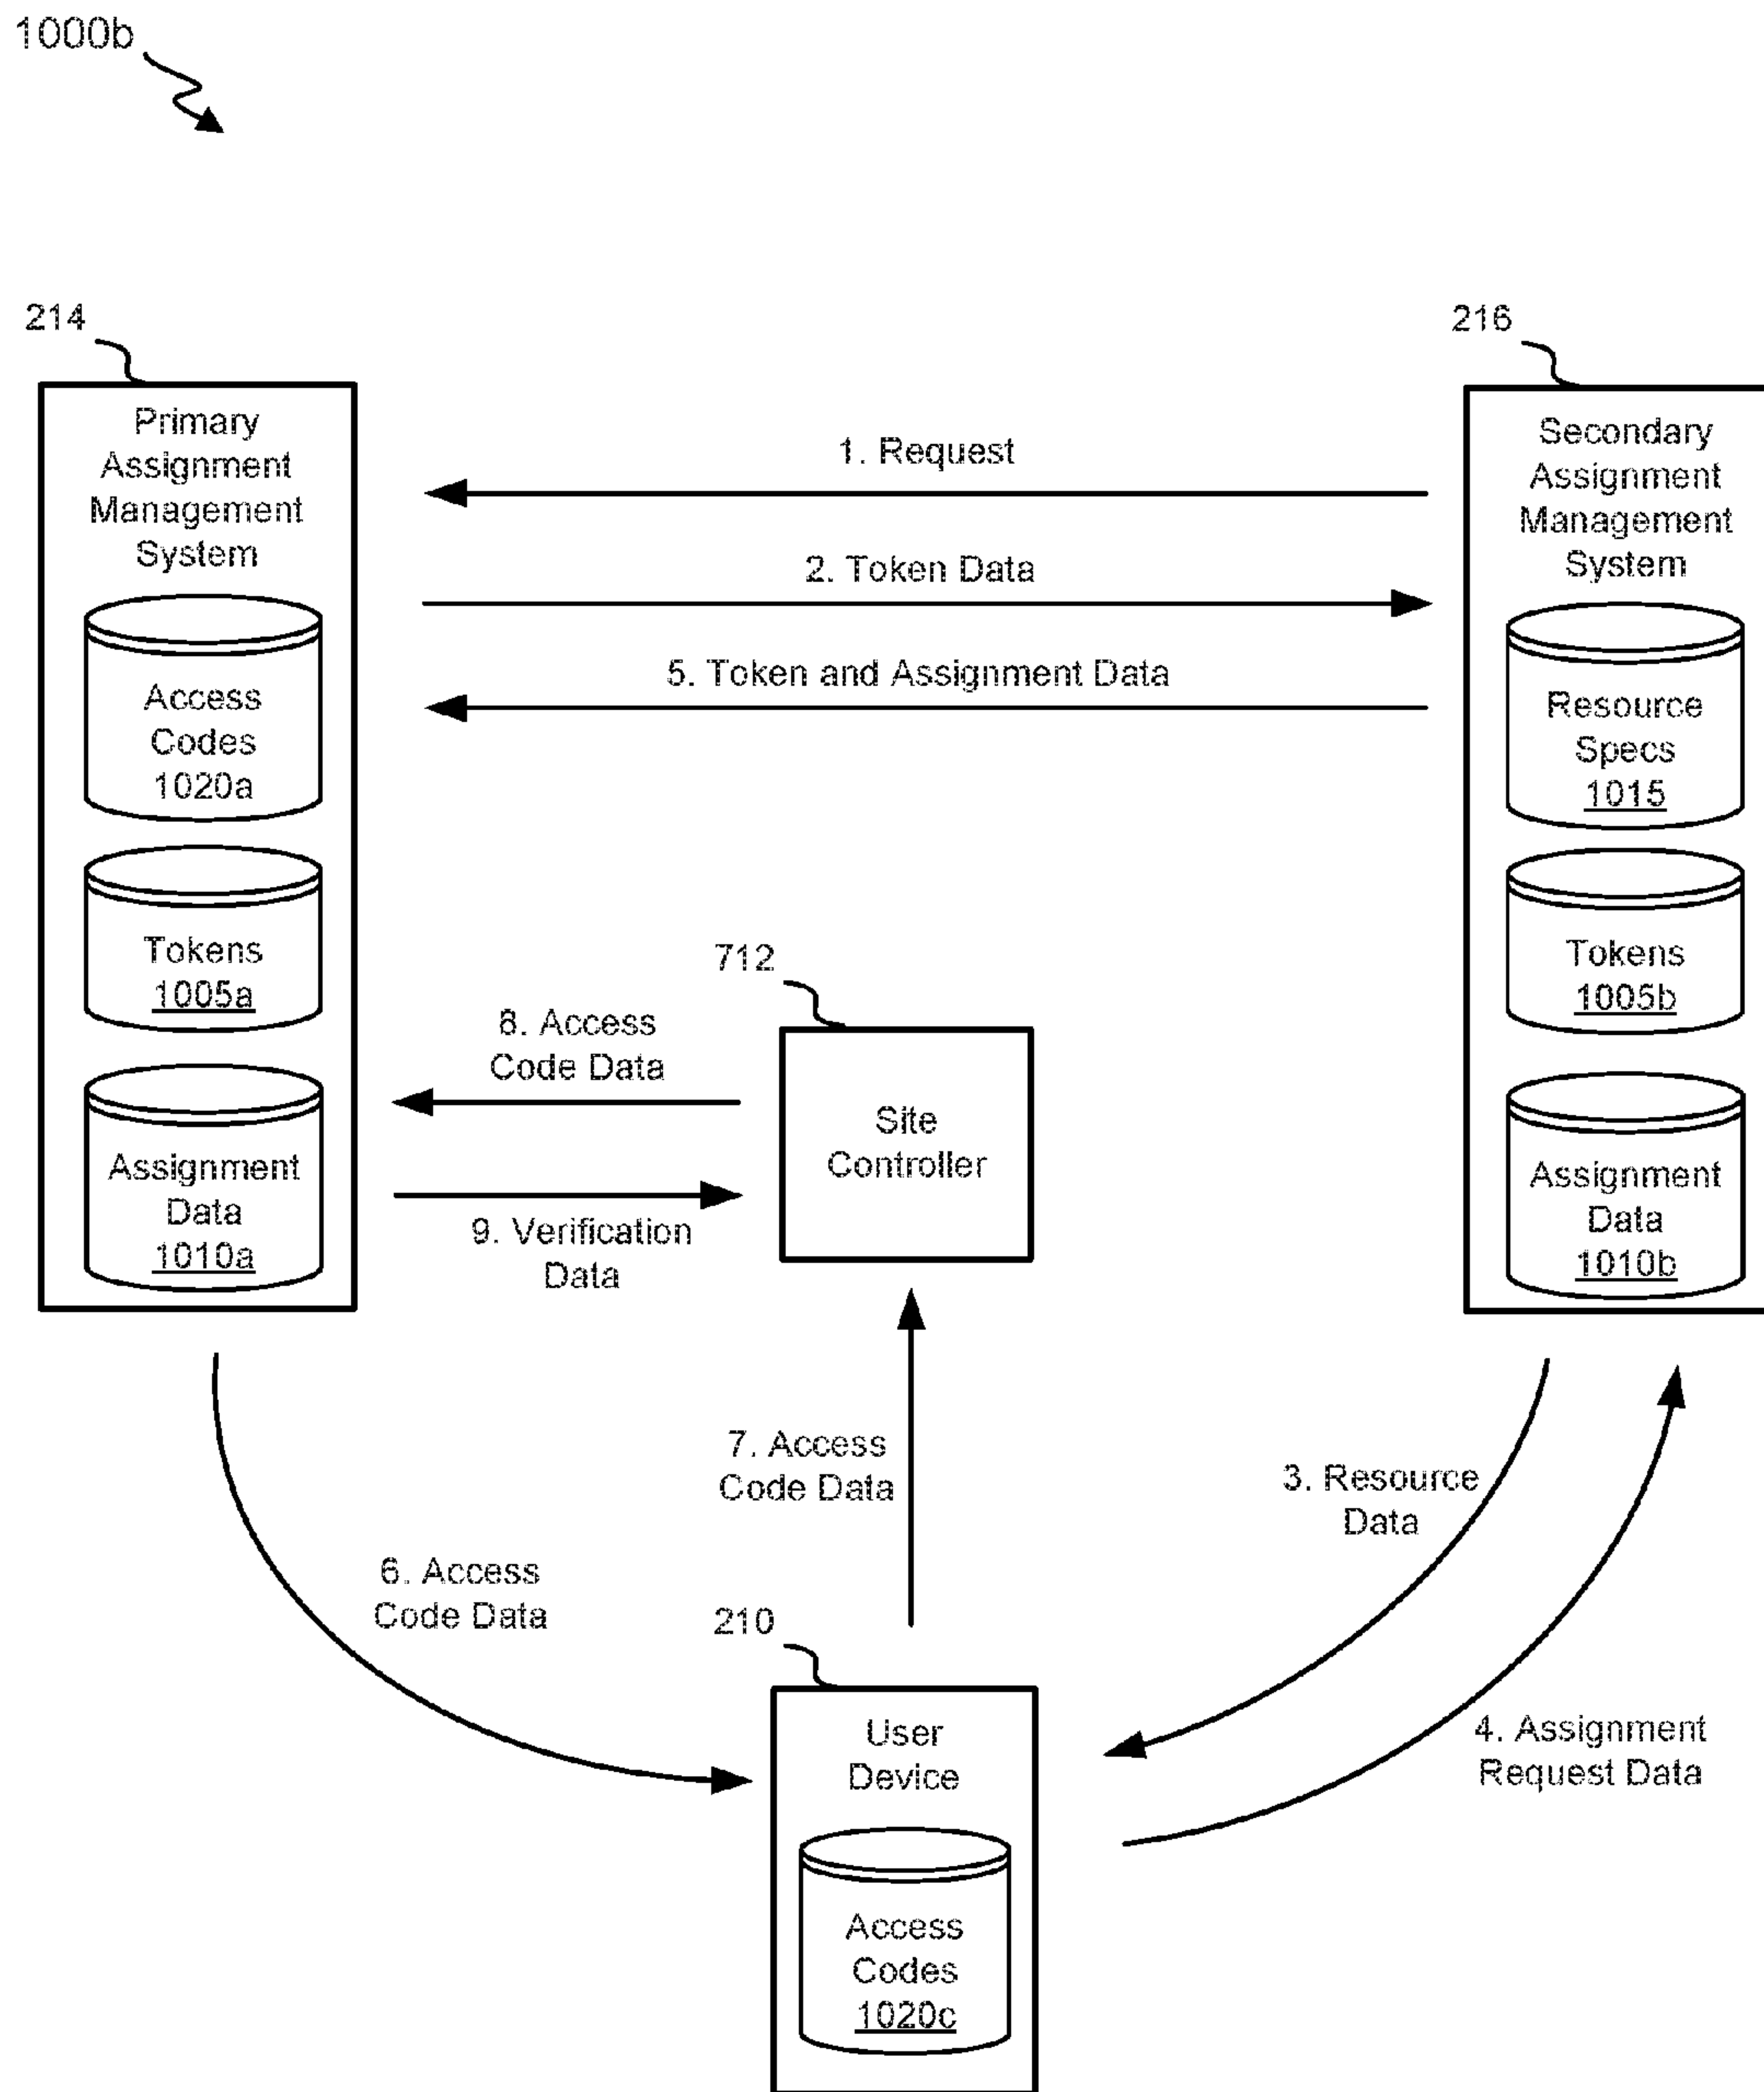 1000b
214
216
Primary
Assignment
Management
System
Access
Codes
1020a
Tokens
1005a
Assignment
Data
1010a
1. Request
2. Token Data
5. Token and Assignment Data
Secondary
Assignment
Management
System
Resource
Specs
1015
Tokens
1005b
Assignment
Data
1010b
712
8. Access
Code Data
Site
Controller
9. Verification
Data
7. Access
Code Data
3. Resource
Data
6. Access
Code Data
210
4. Assignment
Request Data
User
Device
Access
Codes
1020c